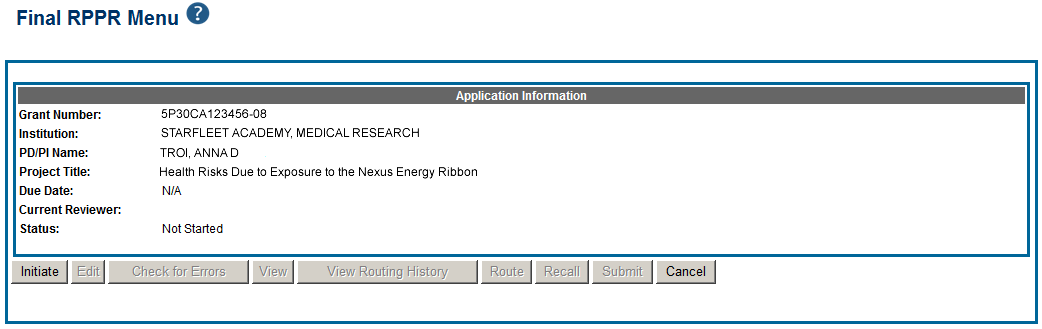 Final RPPR Menu ?
Application Information
Grant Number: 5P30CA123456-08
Institution: STARFLEET ACADEMY, MEDICAL RESEARCH
PD/PI Name: TROI, ANNA D
Project Title: Health Risks Due to Exposure to the Nexus Energy Ribbon
Due Date: N/A
Current Reviewer:
Status: Not Started
Initiate Edit Check for Errors View View Routing History Route Recall Submit Cancel